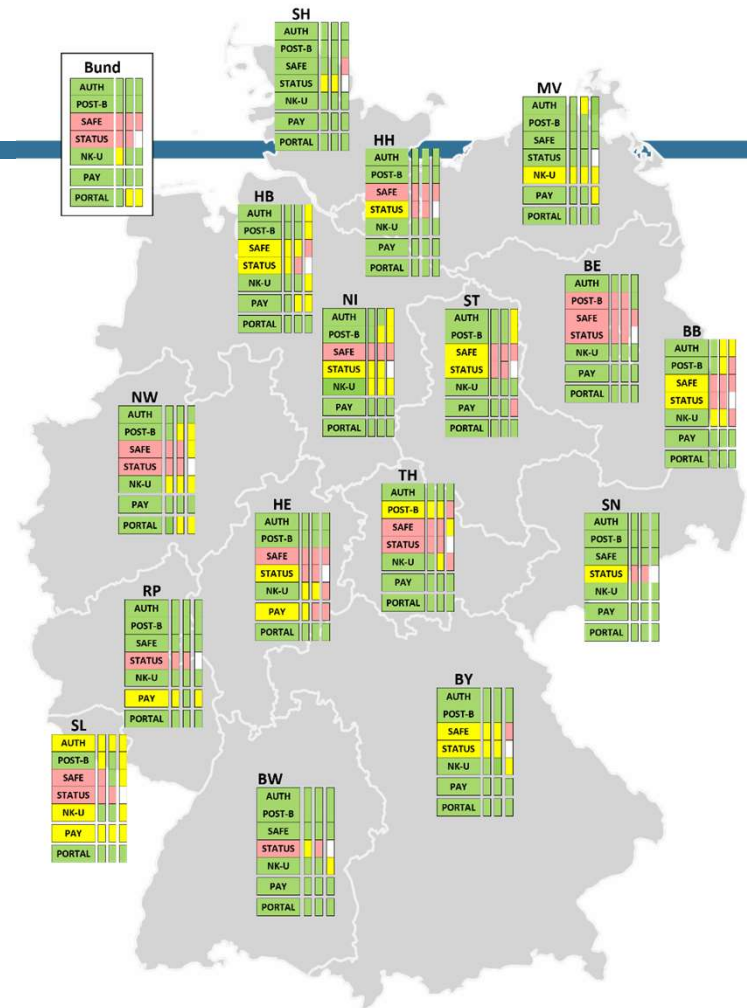 SH
AUTH
POST-B
SAFE
STATUS
NK-U
PAY
PORTAL
Bund
AUTH
POST-B
SAFE
STATUS
NK-U
PAY
PORTAL
MV
AUTH
POST-B
SAFE
STATUS
NK-U
PAY
PORTAL
HH
AUTH
POST-B
SAFE
STATUS
NK-U
PAY
PORTAL
HB
AUTH
POST-B
SAFE
STATUS
NK-U
PAY
PORTAL
BE
AUTH
POST-B
SAFE
STATUS
NK-U
PAY
PORTAL
NI
AUTH
POST-B
SAFE
STATUS
NK-U
PAY
PORTAL
ST
AUTH
POST-B
SAFE
STATUS
NK-U
PAY
PORTAL
BB
AUTH
POST-B
SAFE
STATUS
NK-U
PAY
PORTAL
NW
AUTH
POST-B
SAFE
STATUS
NK-U
PAY
PORTAL
TH
AUTH
POST-B
SAFE
STATUS
NK-U
PAY
PORTAL
HE
AUTH
POST-B
SAFE
STATUS
NK-U
PAY
PORTAL
SN
AUTH
POST-B
SAFE
STATUS
NK-U
PAY
PORTAL
RP
AUTH
POST-B
SAFE
STATUS
NK-U
PAY
PORTAL
BY
AUTH
POST-B
SAFE
STATUS
NK-U
PAY
PORTAL
SL
AUTH
POST-B
SAFE
STATUS
NK-U
PAY
PORTAL
BW
AUTH
POST-B
SAFE
STATUS
NK-U
PAY
PORTAL